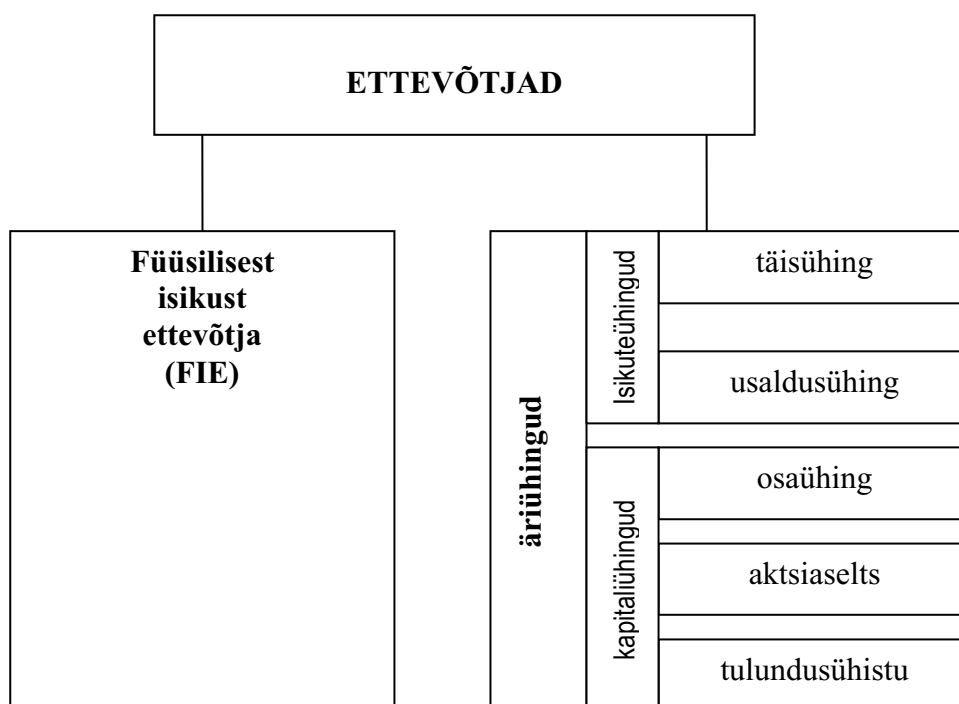 ETTEVÕTJAD
Füüsilisest
isikust
ettevõtja
(FIE)
äriühingud
Isikuteühingud
täisühing
usaldusühing
kapitaliühingud
osaühing
aktsiaselts
tulundusühistu